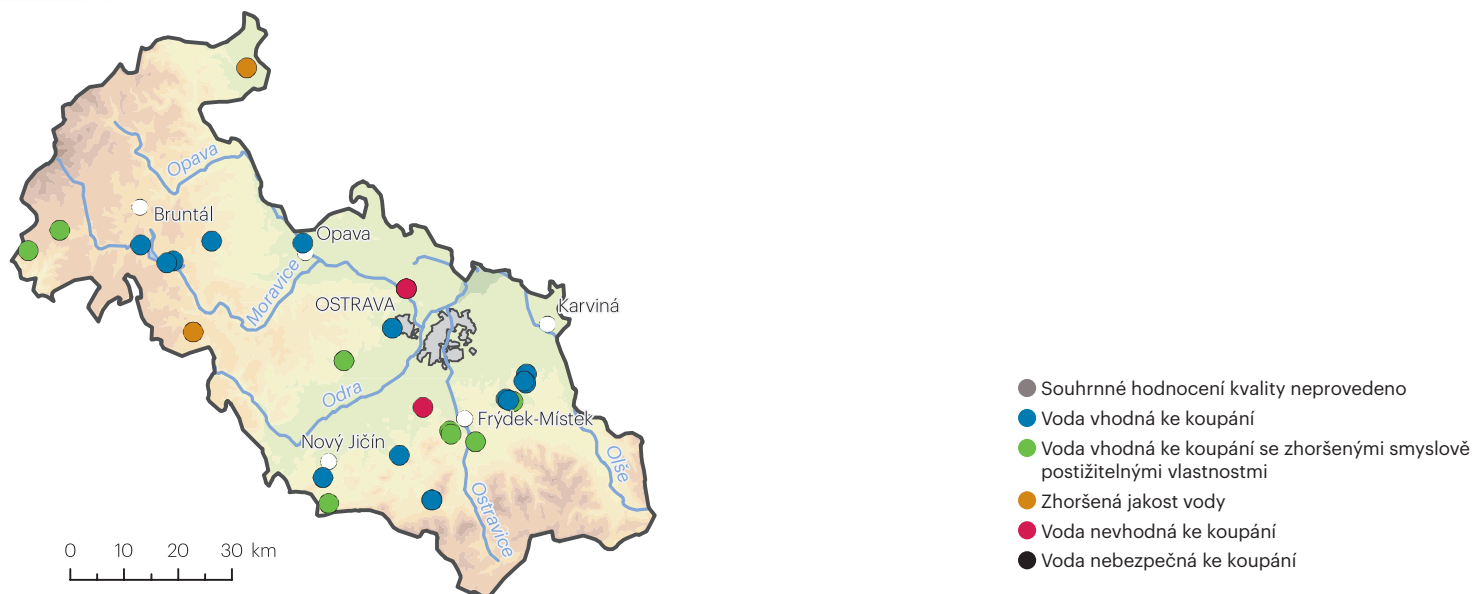 Opava
Bruntál
Opava
Moravice
OSTRAVA
Karviná
Odra
Frýdek-Místek
Nový Jičín
Olše
Ostravice
0 10 20 30 km
Souhrnné hodnocení kvality neprovedeno
Voda vhodná ke koupání
Voda vhodná ke koupání se zhoršenými smyslově
postižitelnými vlastnostmi
Zhoršená jakost vody
Voda nevhodná ke koupání
Voda nebezpečná ke koupání